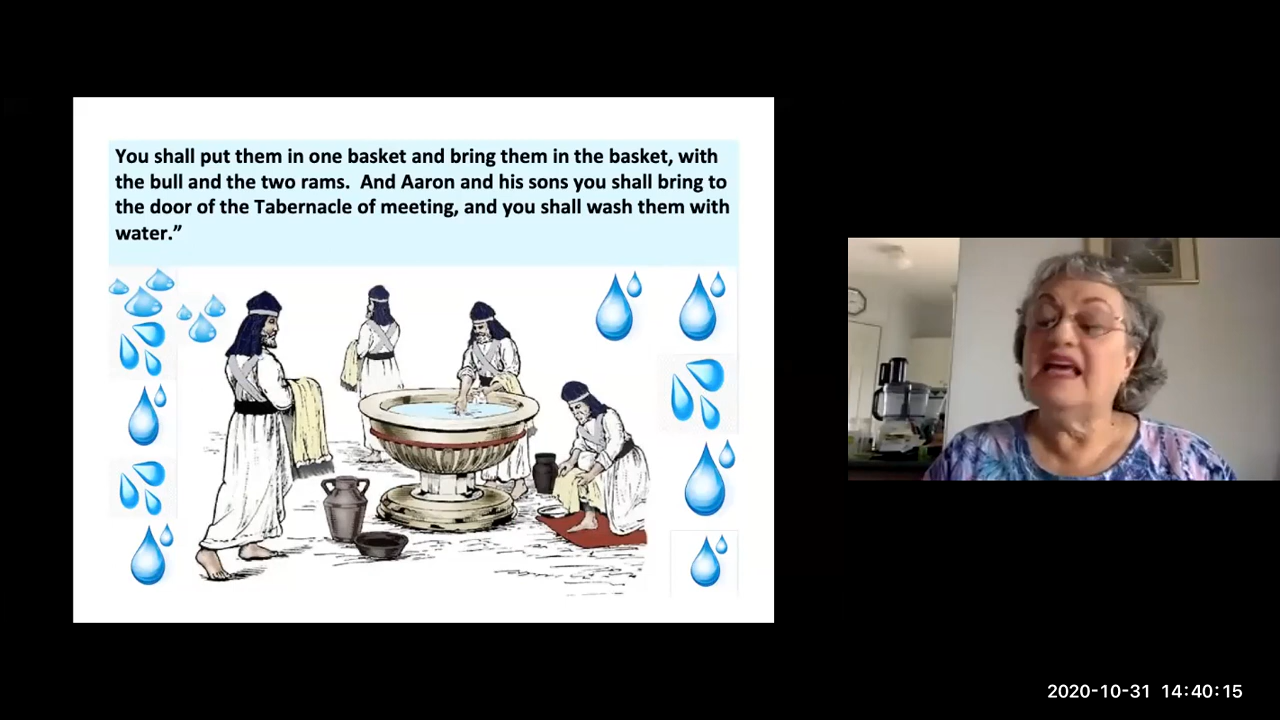 You shall put them in one basket and bring them in the basket, with
the bull and the two rams.  And Aaron and his sons you shall bring to
the door of the Tabernacle of meeting, and you shall wash them with
water.”
2020-10-31  14:40:15